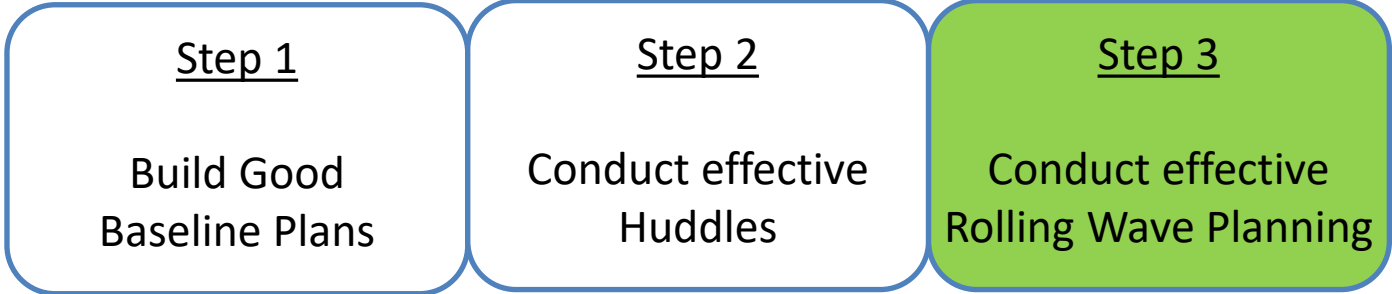 Step 1
Build Good
Baseline Plans
Step 2
Conduct effective
Huddles
Step 3
Conduct effective
Rolling Wave Planning